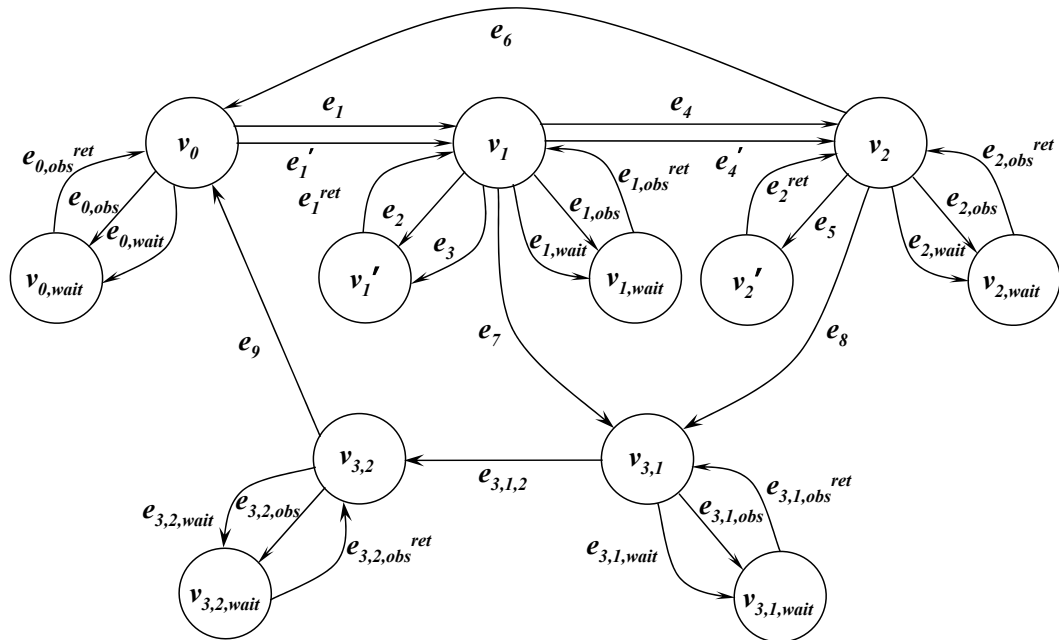 e6
e1
e4
v0
v1
v2
e1'
e4'
e0,obs^ret
e1^ret
e1,obs^ret
e2^ret
e2,obs^ret
e0,obs
e2
e1,obs
e5
e2,obs
e0,wait
e3
e1,wait
e2,wait
v0,wait
v1'
v1,wait
v2'
v2,wait
e9
e7
e8
v3,2
v3,1
e3,1,2
e3,1,obs^ret
e3,2,wait
e3,2,obs
e3,1,obs
e3,2,obs^ret
e3,1,wait
v3,2,wait
v3,1,wait